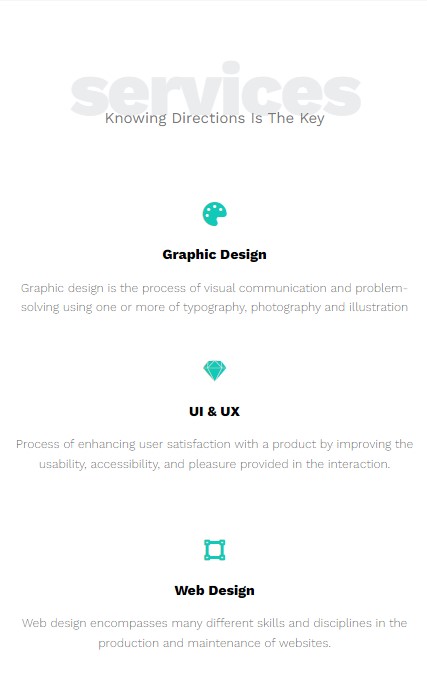 services
Knowing Directions Is The Key
Graphic Design
Graphic design is the process of visual communication and problem-
solving using one or more of typography, photography and illustration
UI & UX
Process of enhancing user satisfaction with a product by improving the
usability, accessibility, and pleasure provided in the interaction.
Web Design
Web design encompasses many different skills and disciplines in the
production and maintenance of websites.